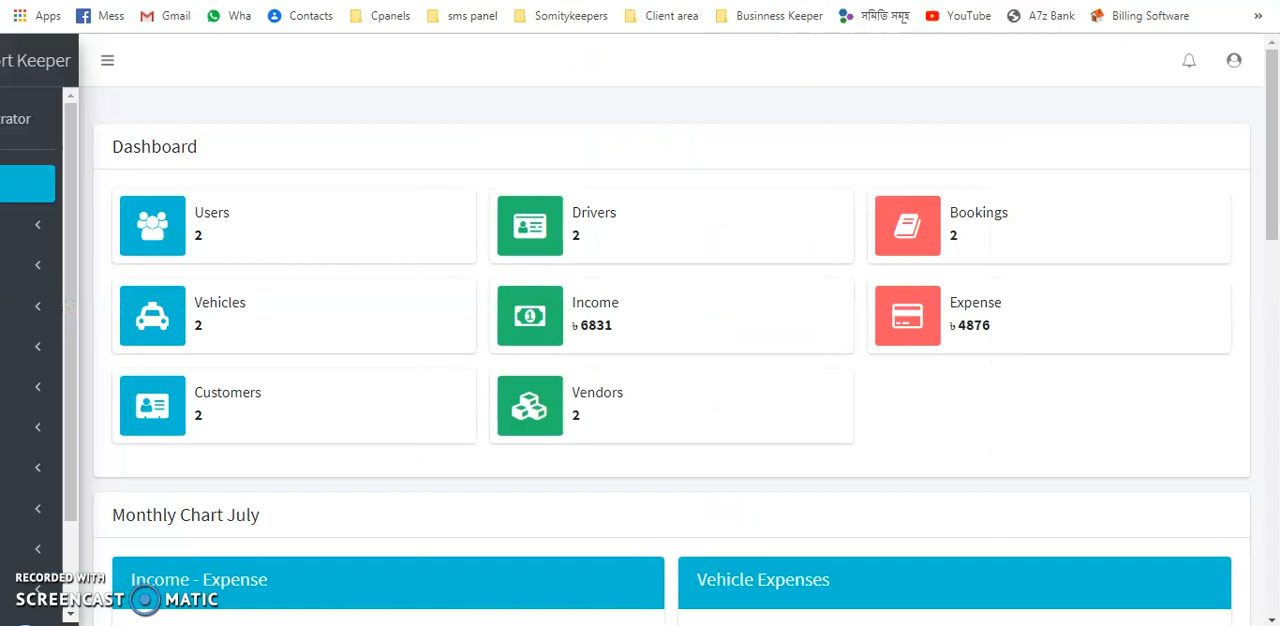 Apps Mess Gmail Wha Contacts Cpanels vps panel Somitykeepers Client area Businness Keeper সমিতি সমূহ YouTube A7z Bank Billing Software »
rt Keeper
rator
Dashboard
Users
2
Drivers
2
Bookings
2
Vehicles
2
Income
৳ 6831
Expense
৳ 4876
Customers
2
Vendors
2
Monthly Chart July
Income - Expense
Vehicle Expenses
RECORDED WITH
SCREENCAST MATIC